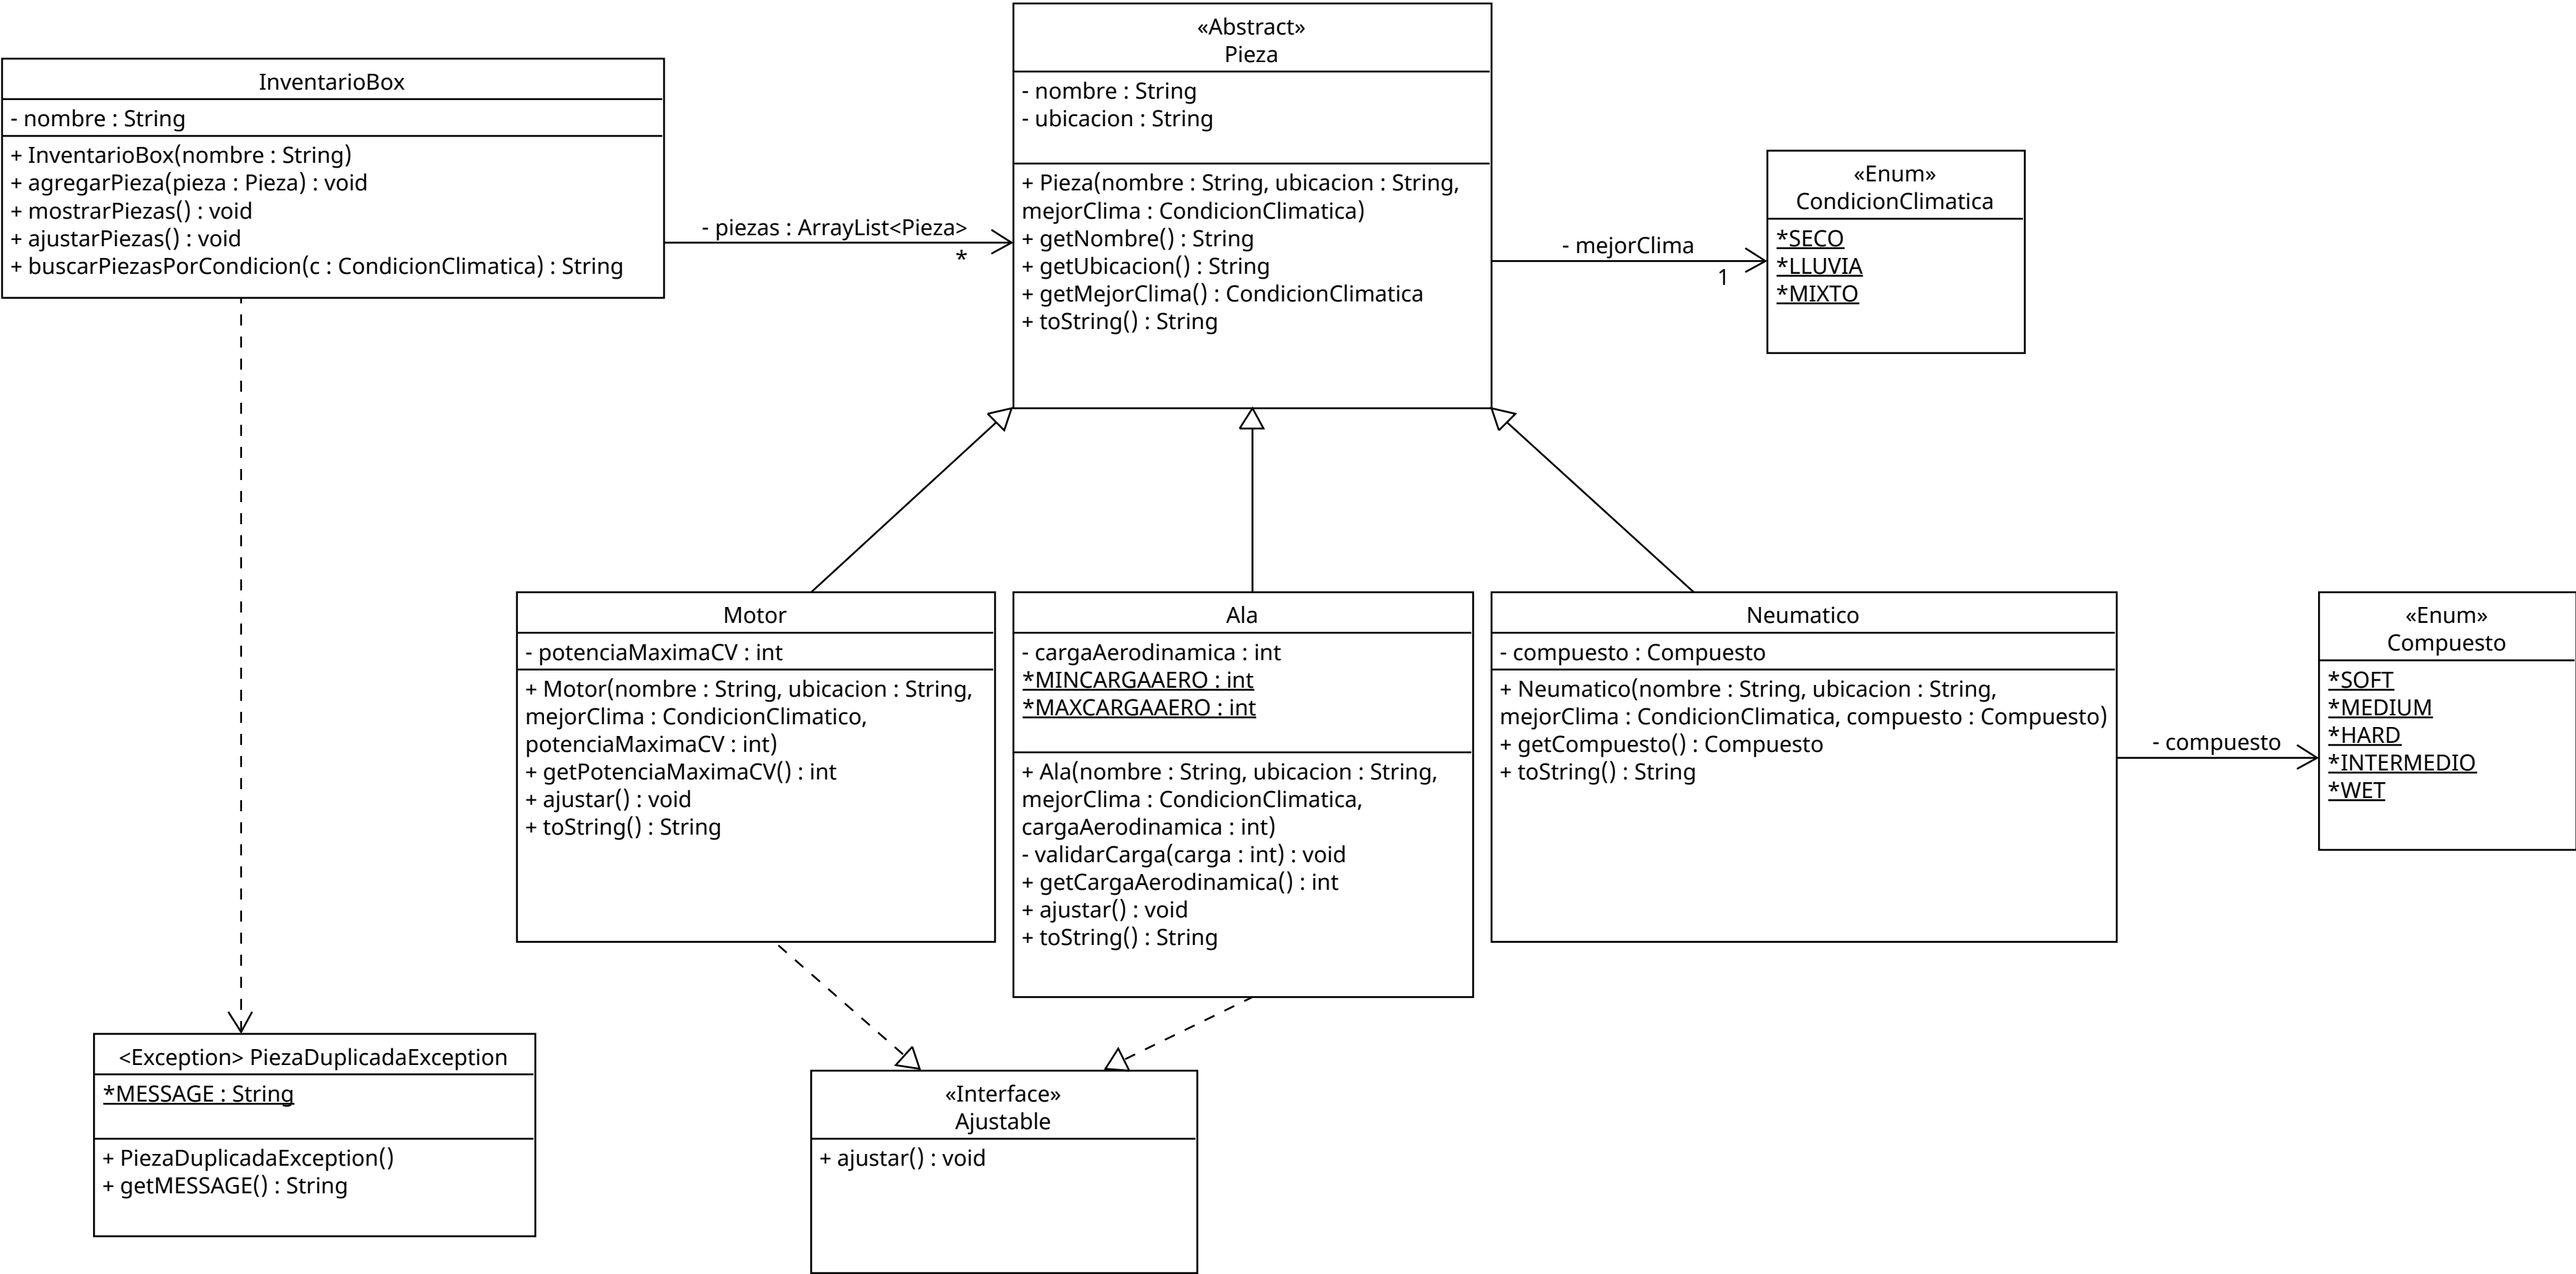 InventarioBox
- nombre : String
+ InventarioBox(nombre : String)
+ agregarPieza(pieza : Pieza) : void
+ mostrarPiezas() : void
+ ajustarPiezas() : void
+ buscarPiezasPorCondicion(c : CondicionClimatica) : String
- piezas : ArrayList<Pieza>
*
«Abstract»
Pieza
- nombre : String
- ubicacion : String
+ Pieza(nombre : String, ubicacion : String,
mejorClima : CondicionClimatica)
+ getNombre() : String
+ getUbicacion() : String
+ getMejorClima() : CondicionClimatica
+ toString() : String
- mejorClima
1
«Enum»
CondicionClimatica
*SECO
*LLUVIA
*MIXTO
Motor
- potenciaMaximaCV : int
+ Motor(nombre : String, ubicacion : String,
mejorClima : CondicionClimatico,
potenciaMaximaCV : int)
+ getPotenciaMaximaCV() : int
+ ajustar() : void
+ toString() : String
Ala
- cargaAerodinamica : int
*MINCARGAAERO : int
*MAXCARGAAERO : int
+ Ala(nombre : String, ubicacion : String,
mejorClima : CondicionClimatica,
cargaAerodinamica : int)
- validarCarga(carga : int) : void
+ getCargaAerodinamica() : int
+ ajustar() : void
+ toString() : String
Neumatico
- compuesto : Compuesto
+ Neumatico(nombre : String, ubicacion : String,
mejorClima : CondicionClimatica, compuesto : Compuesto)
+ getCompuesto() : Compuesto
+ toString() : String
- compuesto
«Enum»
Compuesto
*SOFT
*MEDIUM
*HARD
*INTERMEDIO
*WET
<Exception> PiezaDuplicadaException
*MESSAGE : String
+ PiezaDuplicadaException()
+ getMESSAGE() : String
«Interface»
Ajustable
+ ajustar() : void